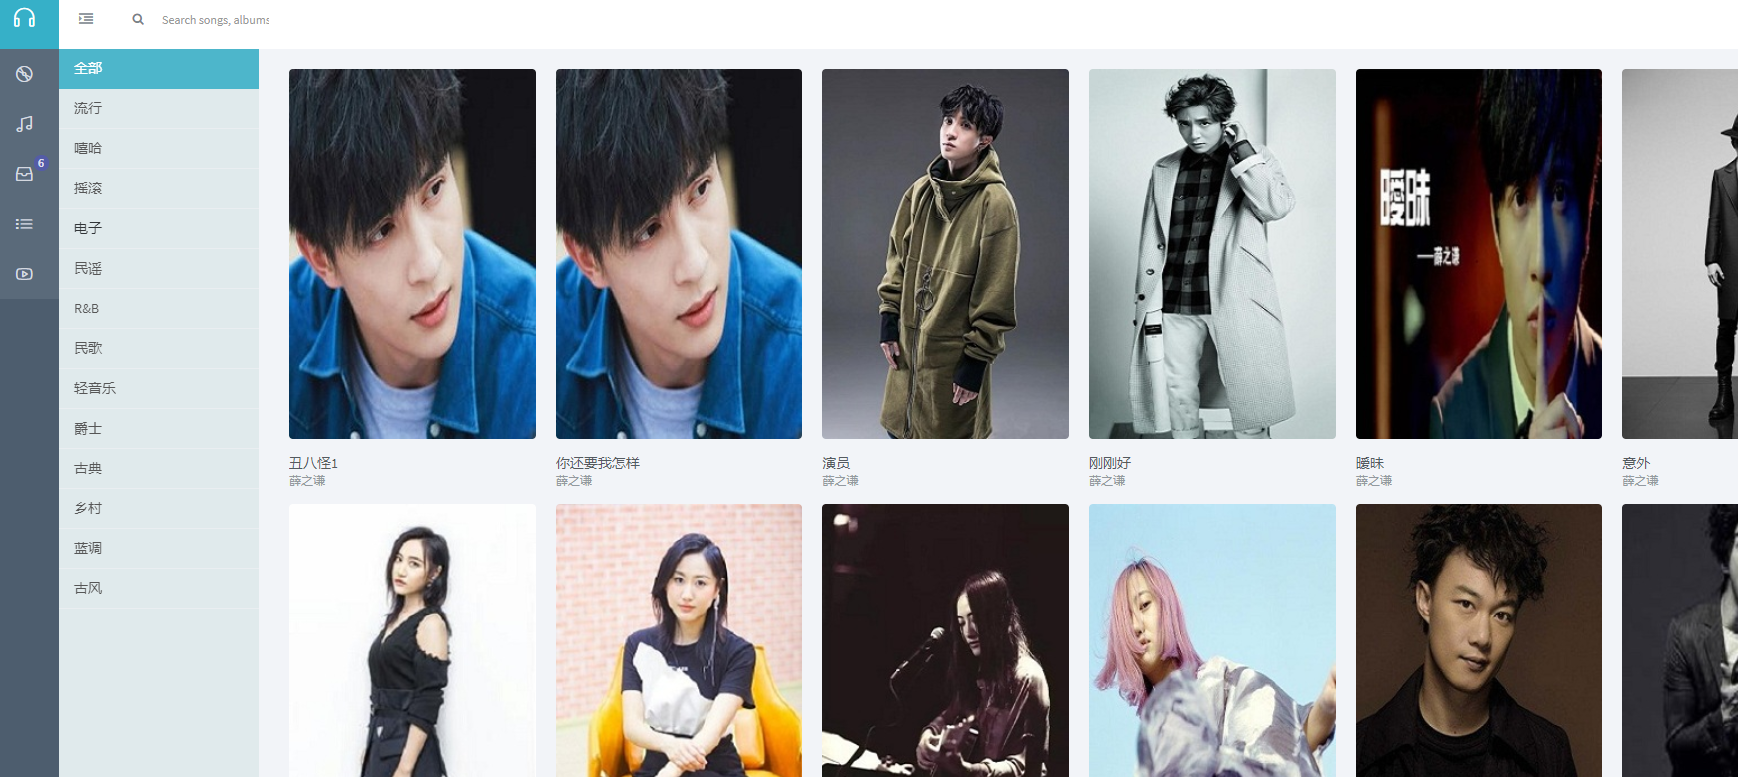 Search songs, albums
6
全部
流行
嘻哈
摇滚
电子
民谣
R&B
民歌
轻音乐
爵士
古典
乡村
蓝调
古风
曖昧
——薛之谦
丑八怪1
薛之谦
你还要我怎样
薛之谦
演员
薛之谦
刚刚好
薛之谦
暧昧
薛之谦
意外
薛之谦